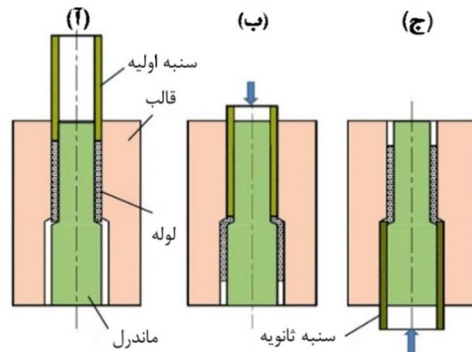 (آ)
(ب)
(ج)
سنبه اولیه
قالب
لوله
ماندرل
سنبه ثانویه